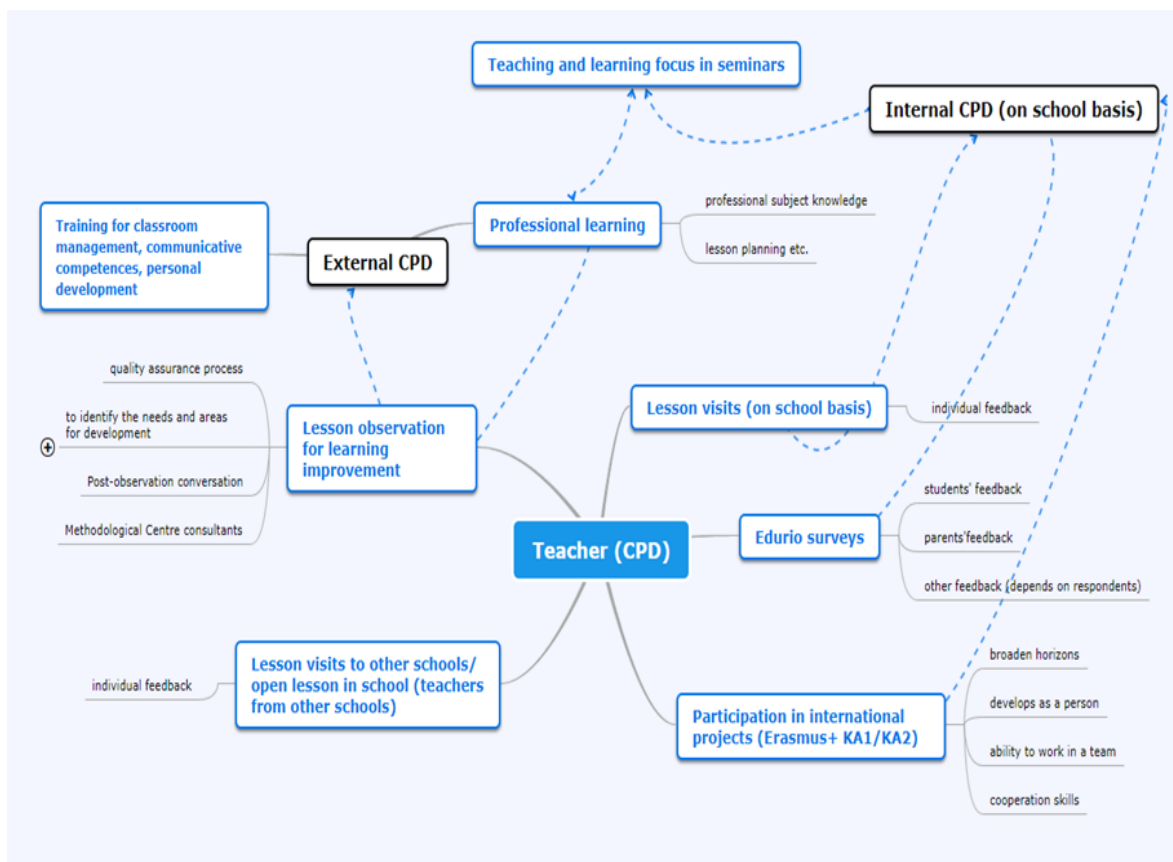 Teaching and learning focus in seminars
Internal CPD (on school basis)
Training for classroom
management, communicative
competences, personal
development
External CPD
Professional learning
professional subject knowledge
lesson planning etc.
quality assurance process
to identify the needs and areas
for development
Post-observation conversation
Methodological Centre consultants
Lesson observation
for learning
improvement
Lesson visits (on school basis)
individual feedback
Teacher (CPD)
Edurio surveys
students' feedback
parents'feedback
other feedback (depends on respondents)
individual feedback
Lesson visits to other schools/
open lesson in school (teachers
from other schools)
Participation in international
projects (Erasmus+ KA1/KA2)
broaden horizons
develops as a person
ability to work in a team
cooperation skills